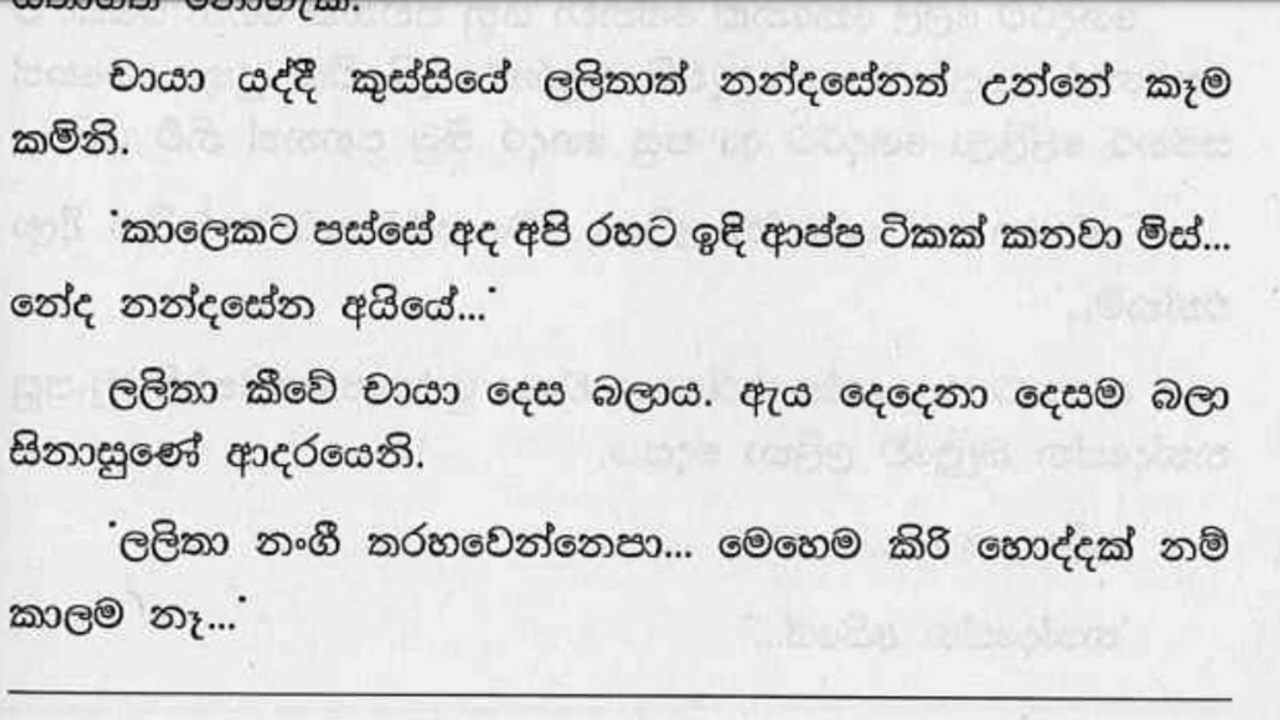 චායා යද්දී කුස්සියේ ලලිතාත් නන්දසේනත් උන්නේ කෑම
කමිනි.
'කාලෙකට පස්සේ අද අපි රහට ඉඳි ආප්ප ටිකක් කනවා මිස්...
නේද නන්දසේන අයියේ...'
ලලිතා කීවේ චායා දෙස බලාය. ඇය දෙදෙනා දෙසම බලා
සිනාසුණේ ආදරයෙනි.
'ලලිතා නංගී තරහවෙන්නෙපා... මෙහෙම කිරි හොද්දක් නම්
කාලම නෑ...'